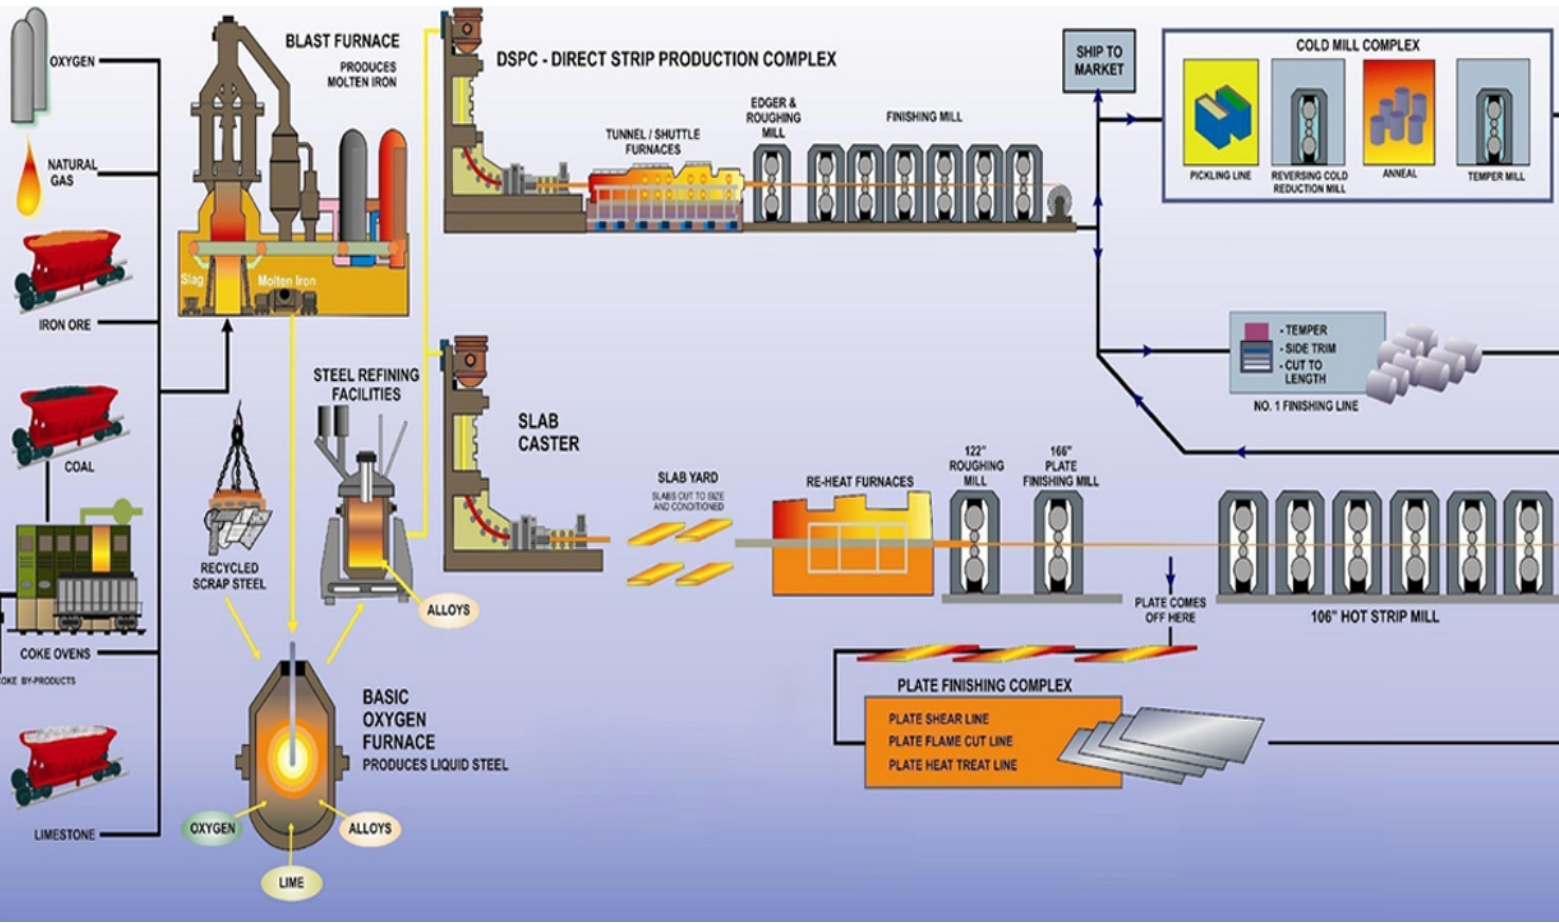 OXYGEN
NATURAL
GAS
IRON ORE
COAL
COKE OVENS
COKE BY-PRODUCTS
LIMESTONE
BLAST FURNACE
PRODUCES
MOLTEN IRON
Slag
Molten Iron
RECYCLED
SCRAP STEEL
STEEL REFINING
FACILITIES
ALLOYS
BASIC
OXYGEN
FURNACE
PRODUCES LIQUID STEEL
OXYGEN
ALLOYS
LIME
DSPC - DIRECT STRIP PRODUCTION COMPLEX
TUNNEL / SHUTTLE
FURNACES
EDGER &
ROUGHING
MILL
FINISHING MILL
SHIP TO
MARKET
COLD MILL COMPLEX
PICKLING LINE
REVERSING COLD
REDUCTION MILL
ANNEAL
TEMPER MILL
- TEMPER
- SIDE TRIM
- CUT TO
LENGTH
NO. 1 FINISHING LINE
SLAB
CASTER
SLAB YARD
SLABS CUT TO SIZE
AND CONDITIONED
RE-HEAT FURNACES
122"
ROUGHING
MILL
166"
PLATE
FINISHING MILL
PLATE COMES
OFF HERE
106" HOT STRIP MILL
PLATE FINISHING COMPLEX
PLATE SHEAR LINE
PLATE FLAME CUT LINE
PLATE HEAT TREAT LINE